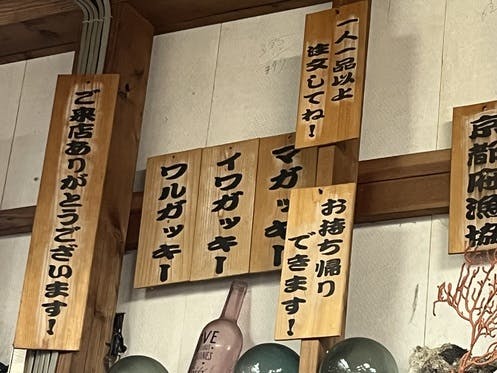 一人一品以上
注文してね！
京都府漁協
マガッキー
イワガッキー
ワルガッキー
お持ち帰り
できます！
ご来店ありがとうございます！